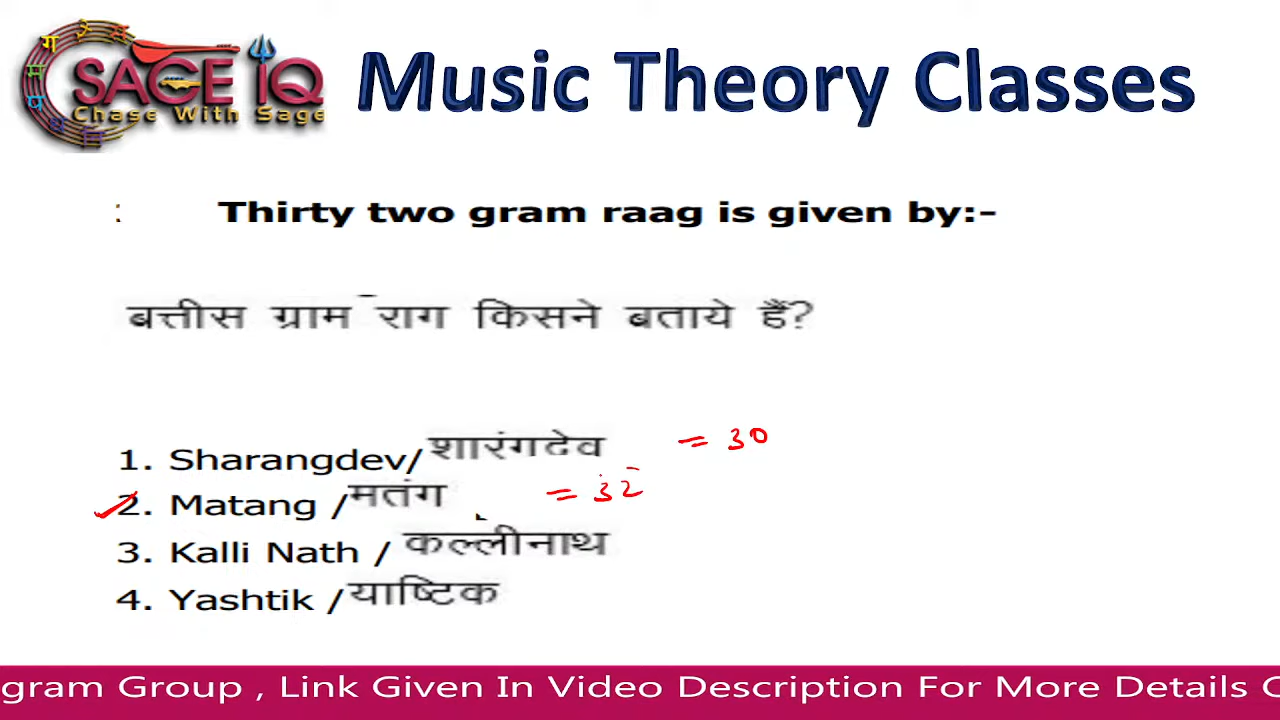 SAGE IQ
Chase With Sage
Music Theory Classes
Thirty two gram raag is given by:-
बत्तीस ग्राम राग किसने बताये हैं?
1. Sharangdev/शारंगदेव = 30
2. Matang /मतंग = 32
3. Kalli Nath / कल्लीनाथ
4. Yashtik /याष्टिक
gram Group , Link Given In Video Description For More Details